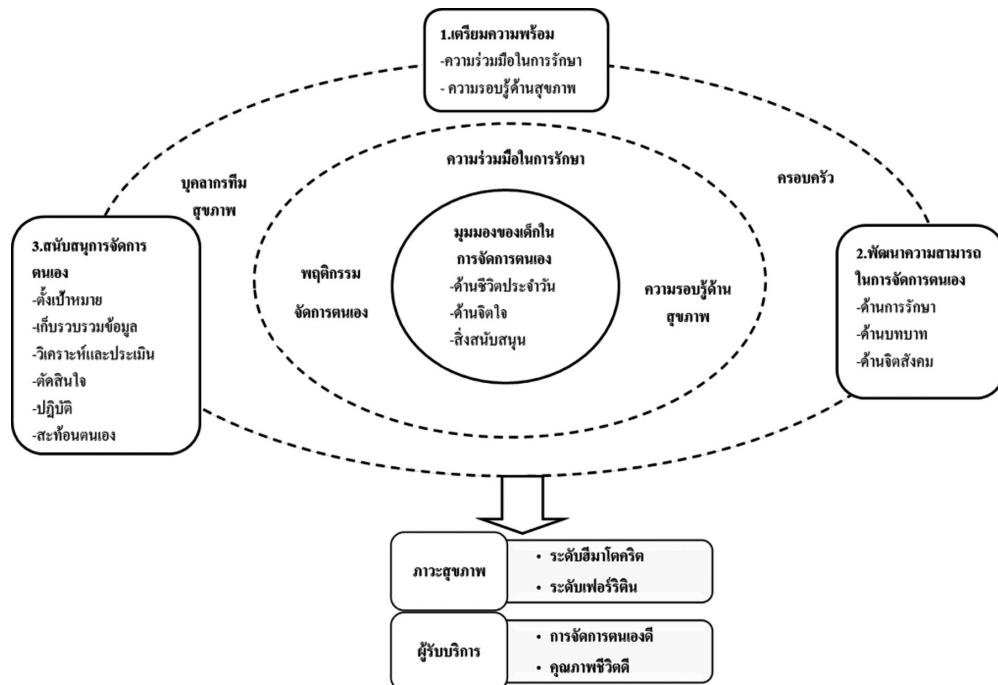 1.เตรียมความพร้อม
-ความร่วมมือในการรักษา
- ความรอบรู้ด้านสุขภาพ
ความร่วมมือในการรักษา
บุคลากรทีม
สุขภาพ
ครอบครัว
3.สนับสนุการจัดการ
ตนเอง
-ตั้งเป้าหมาย
-เก็บรวบรวมข้อมูล
-วิเคราะห์และประเมิน
-ตัดสินใจ
-ปฏิบัติ
-สะท้อนตนเอง
พฤติกรรม
จัดการตนเอง
มุมมองของเด็กใน
การจัดการตนเอง
-ด้านชีวิตประจำวัน
-ด้านจิตใจ
-สิ่งสนับสนุน
ความรอบรู้ด้าน
สุขภาพ
2.พัฒนาความสามารถ
ในการจัดการตนเอง
-ด้านการรักษา
-ด้านบทบาท
-ด้านจิตสังคม
ภาวะสุขภาพ
• ระดับฮีมาโตคริต
• ระดับเฟอร์ริติน
ผู้รับบริการ
• การจัดการตนเองดี
• คุณภาพชีวิตดี